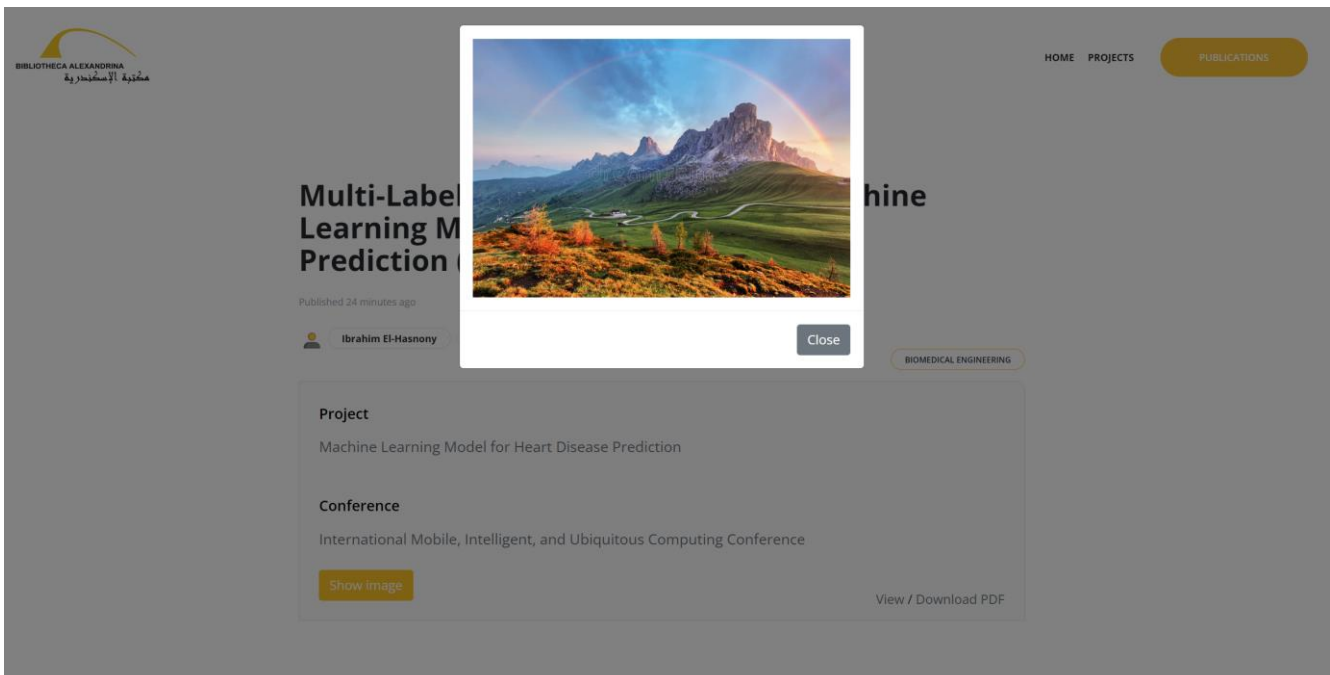 BIBLIOTHECA ALEXANDRINA
مكتبة الإسكندرية
HOME PROJECTS PUBLICATIONS
Multi-Label hine
Learning M
Prediction
Published 24 minutes ago
Ibrahim El-Hasnony
Close
BIOMEDICAL ENGINEERING
Project
Machine Learning Model for Heart Disease Prediction
Conference
International Mobile, Intelligent, and Ubiquitous Computing Conference
Show image
View / Download PDF